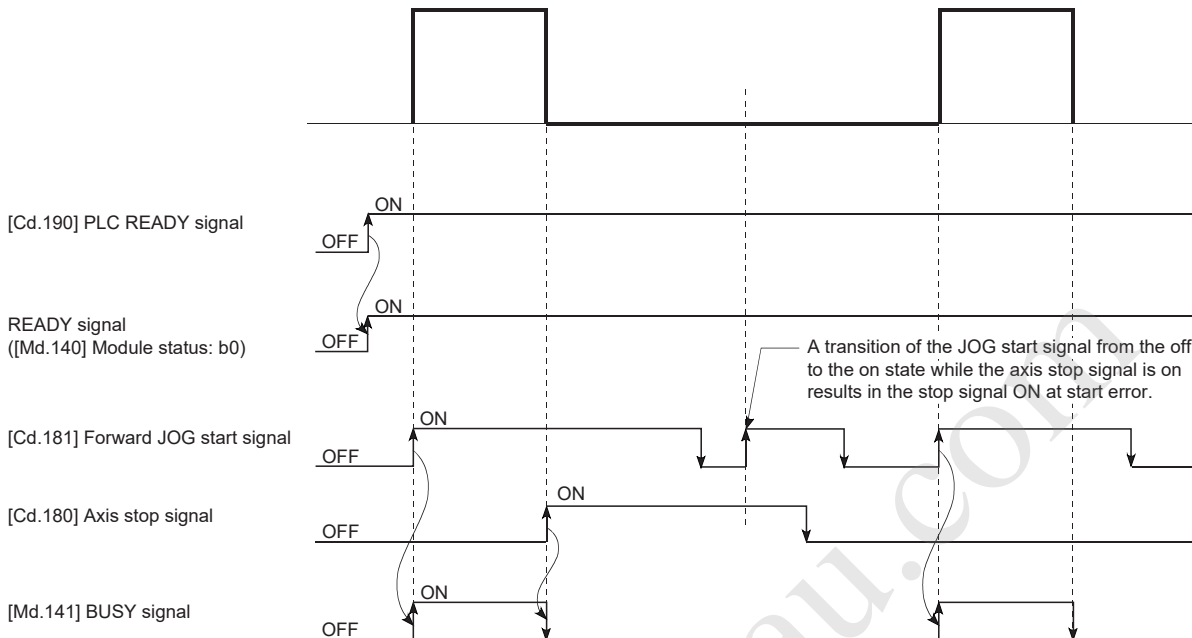 [Cd.190] PLC READY signal
ON
OFF
READY signal
([Md.140] Module status: b0)
ON
OFF
A transition of the JOG start signal from the off
to the on state while the axis stop signal is on
results in the stop signal ON at start error.
[Cd.181] Forward JOG start signal
ON
OFF
[Cd.180] Axis stop signal
ON
OFF
[Md.141] BUSY signal
ON
OFF
au.com